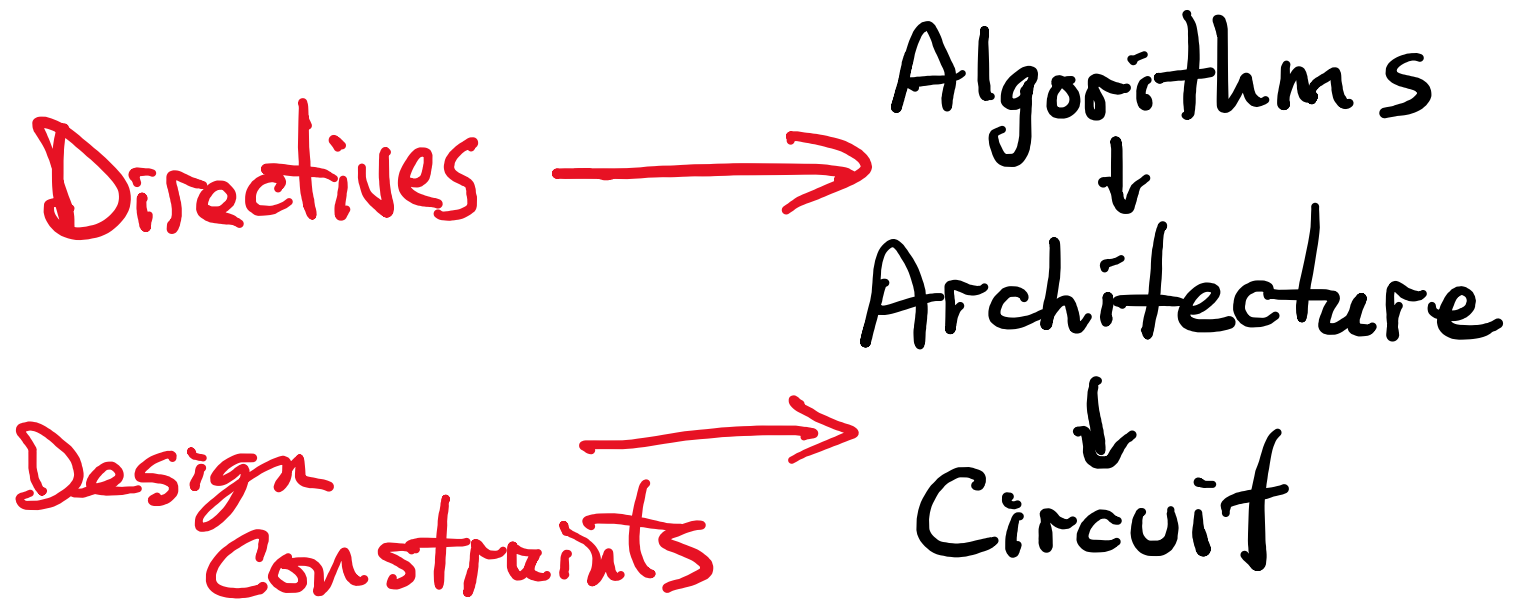 Algorithms
Directives
Architecture
Design
Constraints
Circuit